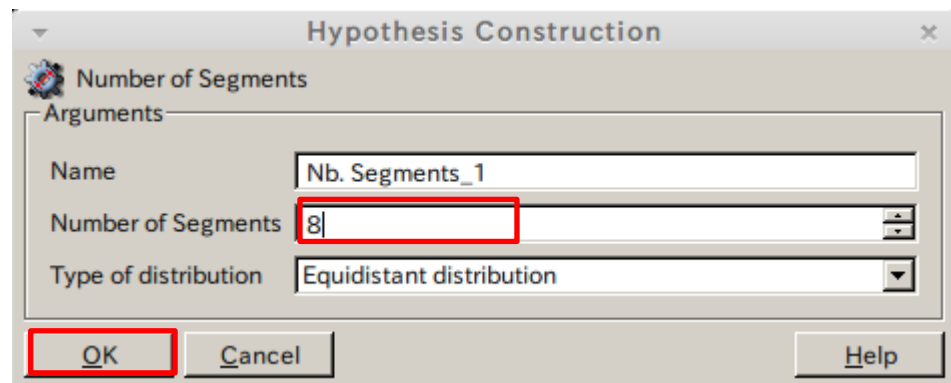 Hypothesis Construction
Number of Segments
Arguments
Name Nb. Segments_1
Number of Segments 8
Type of distribution Equidistant distribution
OK Cancel Help